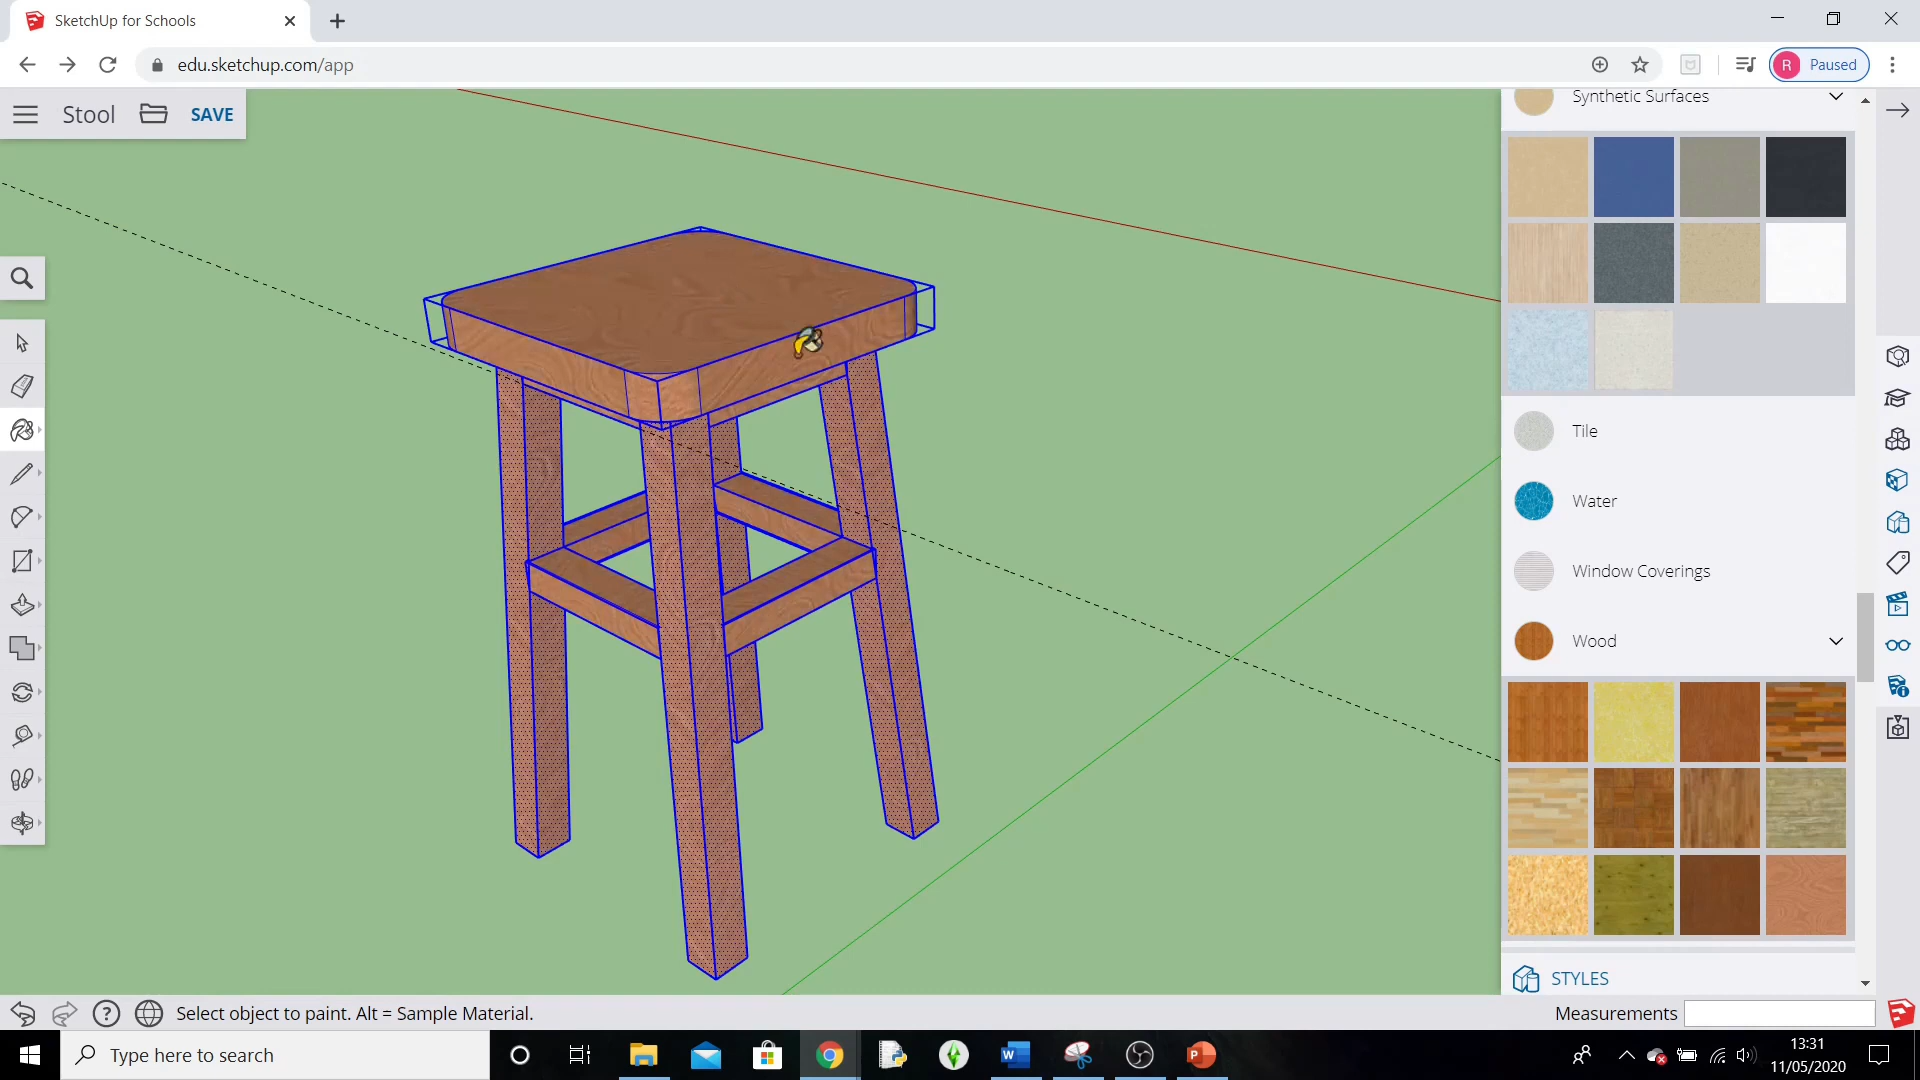 SketchUp for Schools
edu.sketchup.com/app
R Paused
Stool SAVE
Synthetic Surfaces
Tile
Water
Window Coverings
Wood
STYLES
Select object to paint. Alt = Sample Material.
Measurements
Type here to search
13:31
11/05/2020